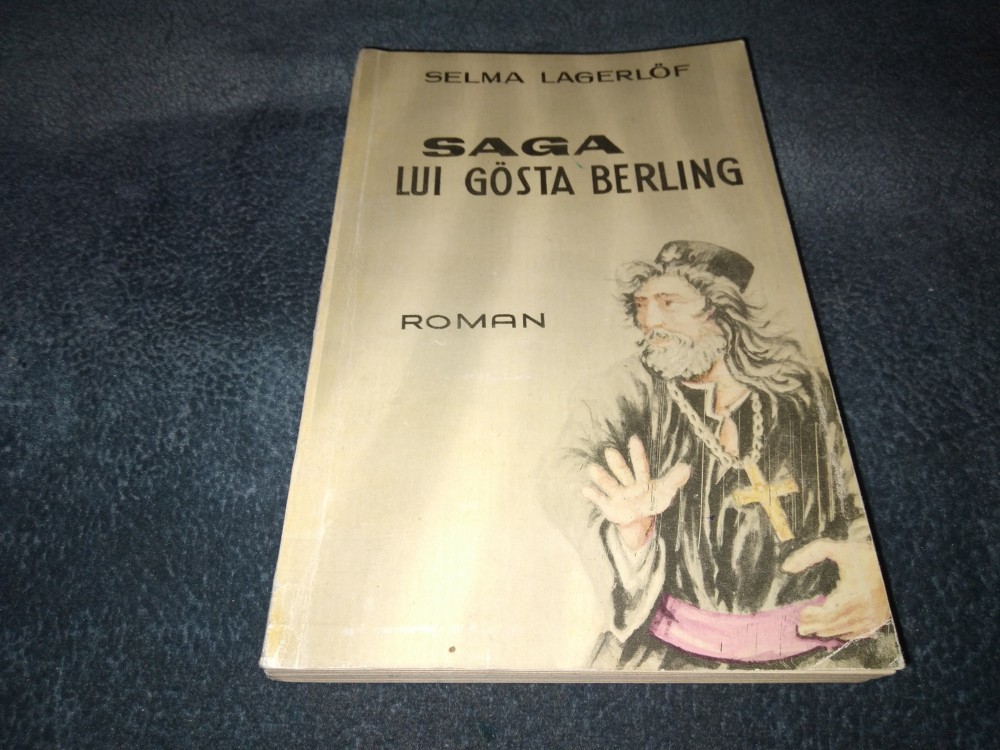 SELMA LAGERLÖF
SAGA
LUI GÖSTA BERLING
ROMAN